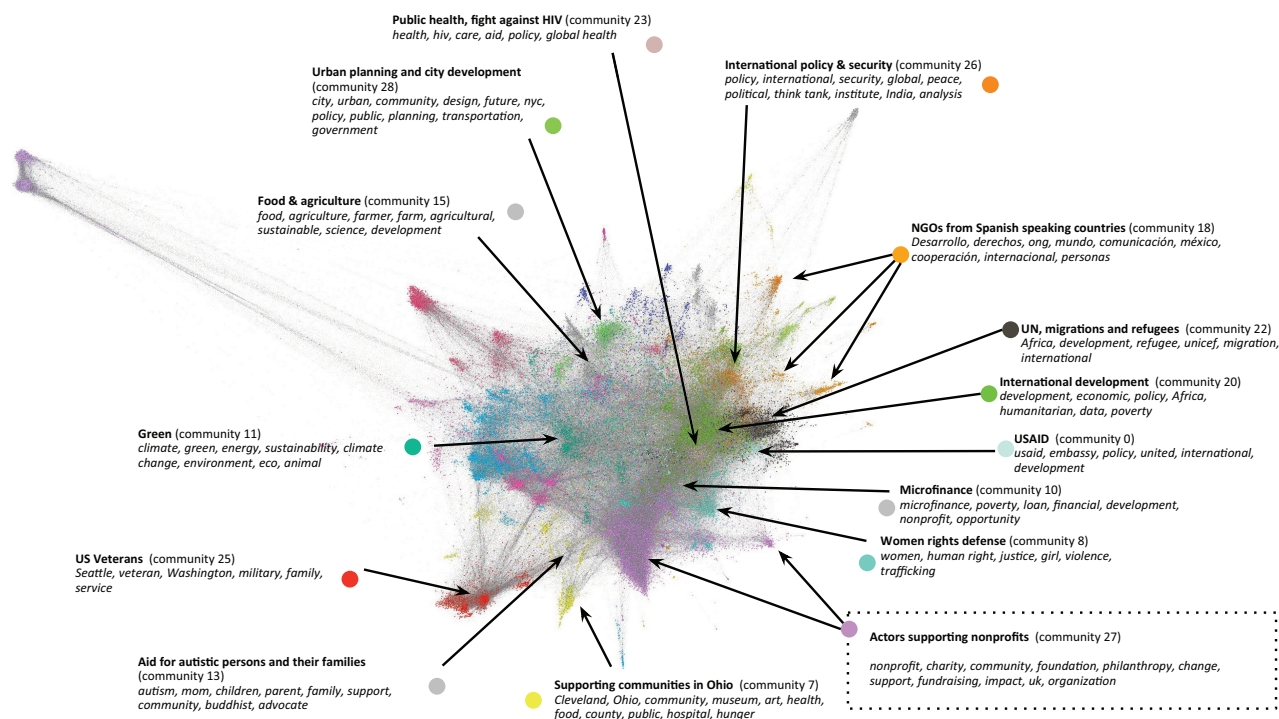 Public health, fight against HIV (community 23)
health, hiv, care, aid, policy, global health
International policy & security (community 26)
policy, international, security, global, peace,
political, think tank, institute, India, analysis
Urban planning and city development
(community 28)
city, urban, community, design, future, nyc,
policy, public, planning, transportation,
government
Food & agriculture (community 15)
food, agriculture, farmer, farm, agricultural,
sustainable, science, development
NGOs from Spanish speaking countries (community 18)
Desarrollo, derechos, ong, mundo, comunicación, méxico,
cooperación, internacional, personas
UN, migrations and refugees (community 22)
Africa, development, refugee, unicef, migration,
international
International development (community 20)
development, economic, policy, Africa,
humanitarian, data, poverty
Green (community 11)
climate, green, energy, sustainability, climate
change, environment, eco, animal
USAID (community 0)
usaid, embassy, policy, united, international,
development
Microfinance (community 10)
microfinance, poverty, loan, financial, development,
nonprofit, opportunity
Women rights defense (community 8)
women, human right, justice, girl, violence,
trafficking
US Veterans (community 25)
Seattle, veteran, Washington, military, family,
service
Actors supporting nonprofits (community 27)
nonprofit, charity, community, foundation, philanthropy, change,
support, fundraising, impact, uk, organization
Aid for autistic persons and their families
(community 13)
autism, mom, children, parent, family, support,
community, buddhist, advocate
Supporting communities in Ohio (community 7)
Cleveland, Ohio, community, museum, art, health,
food, county, public, hospital, hunger